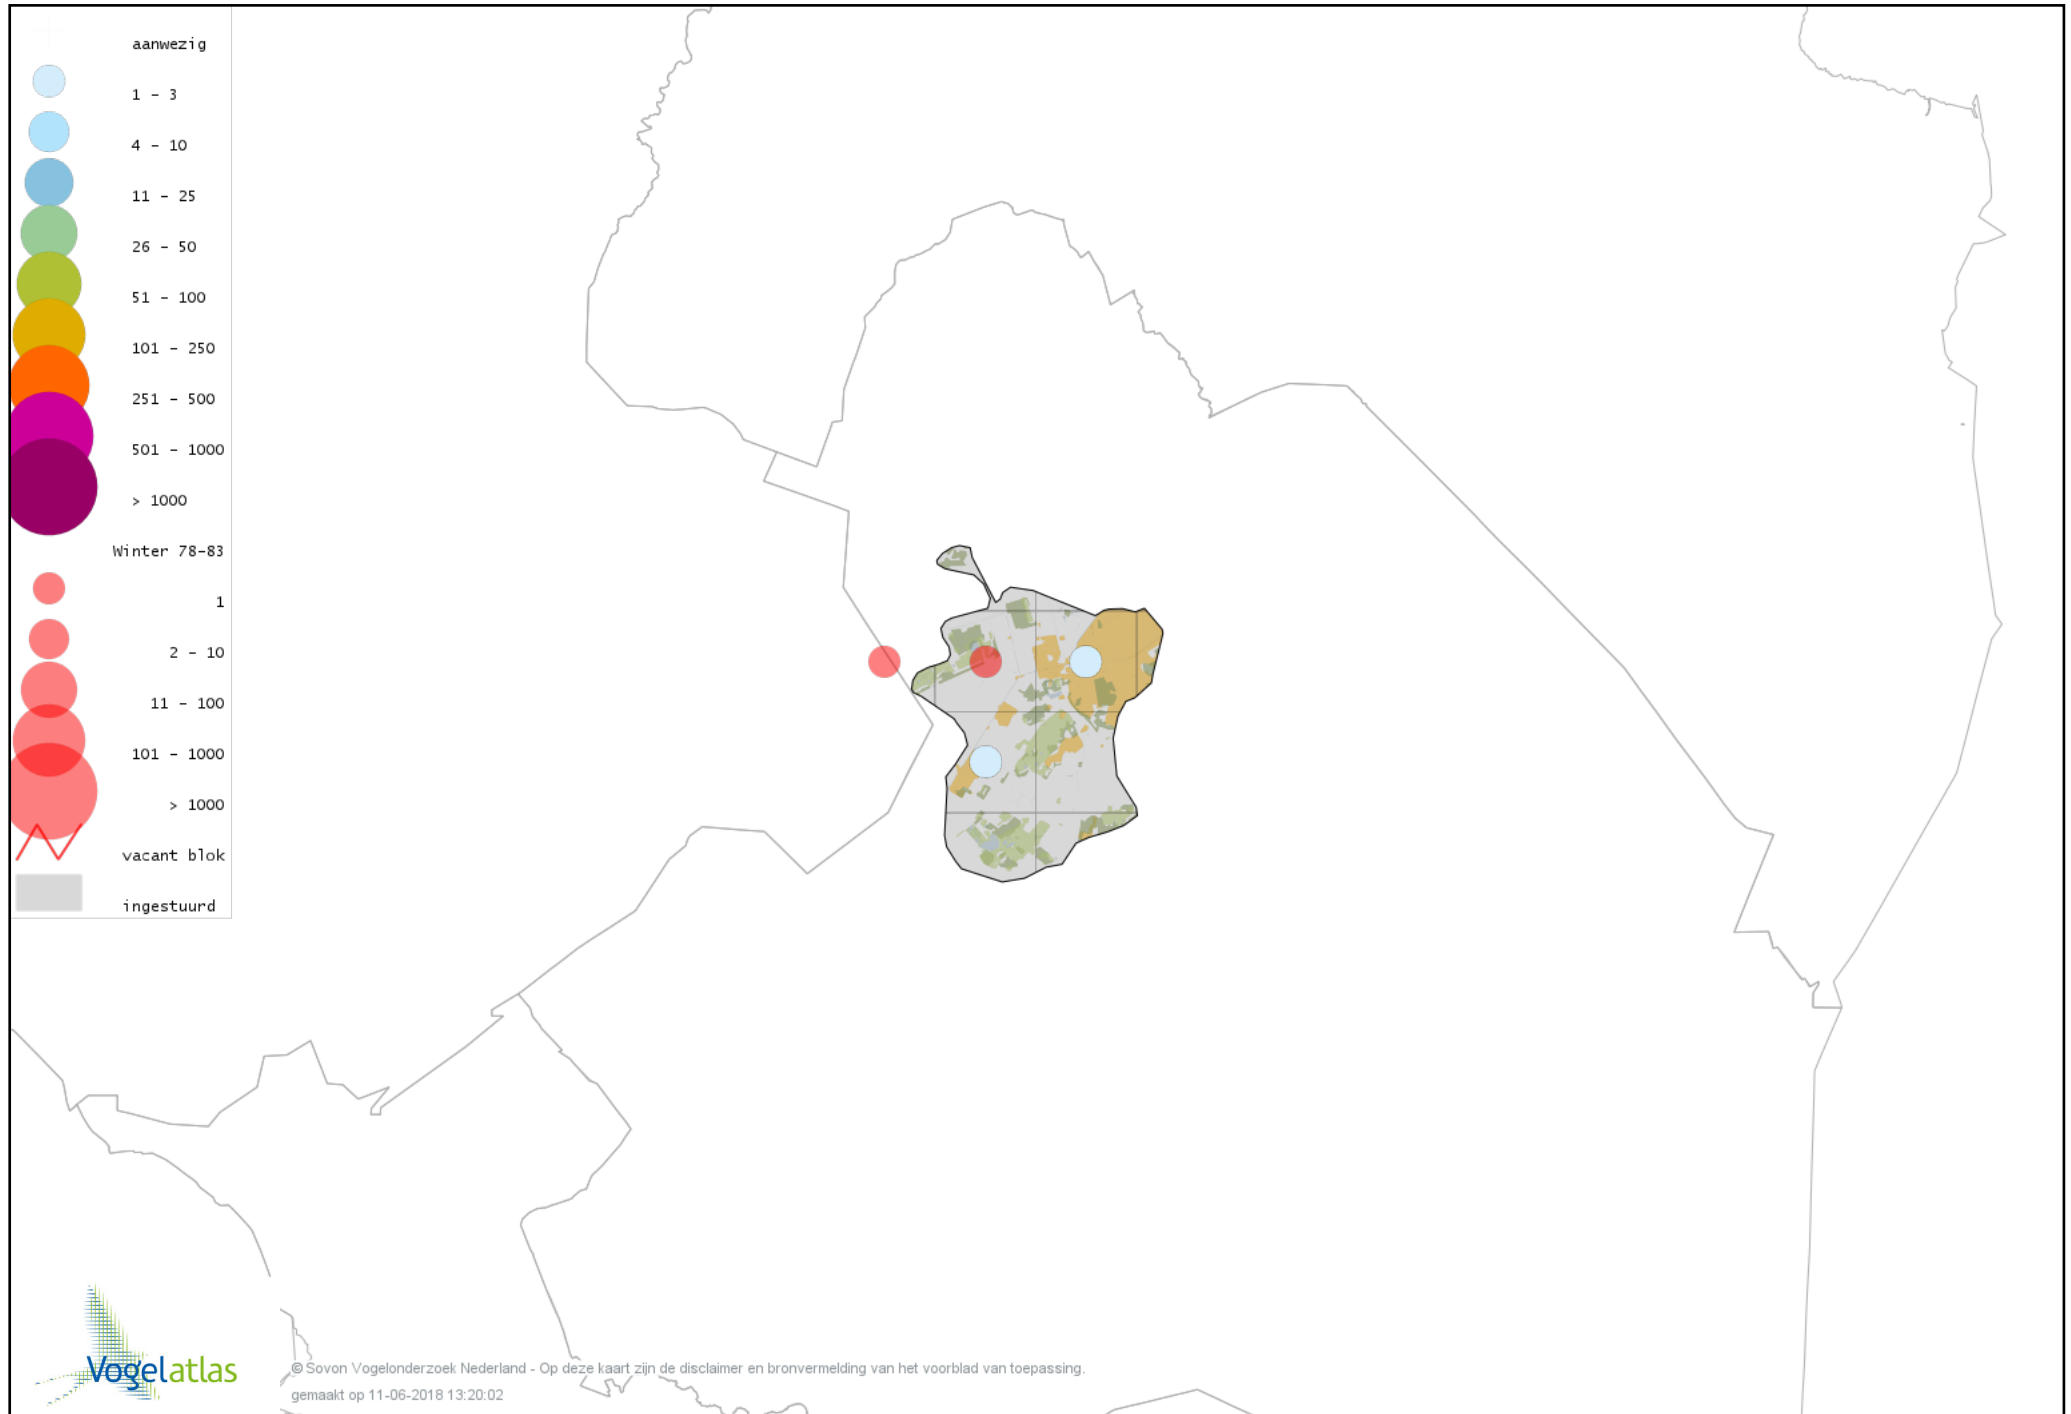 aanwezig
1 - 3
4 - 10
11 - 25
26 - 50
51 - 100
101 - 250
251 - 500
501 - 1000
> 1000
Winter 78-83
1
2 - 10
11 - 100
101 - 1000
> 1000
vacant blok
ingestuurd
Vogelatlas
© Sovon Vogelonderzoek Nederland - Op deze kaart zijn de disclaimer en bronvermelding van het voorblad van toepassing.
gemaakt op 11-06-2018 13:20:02